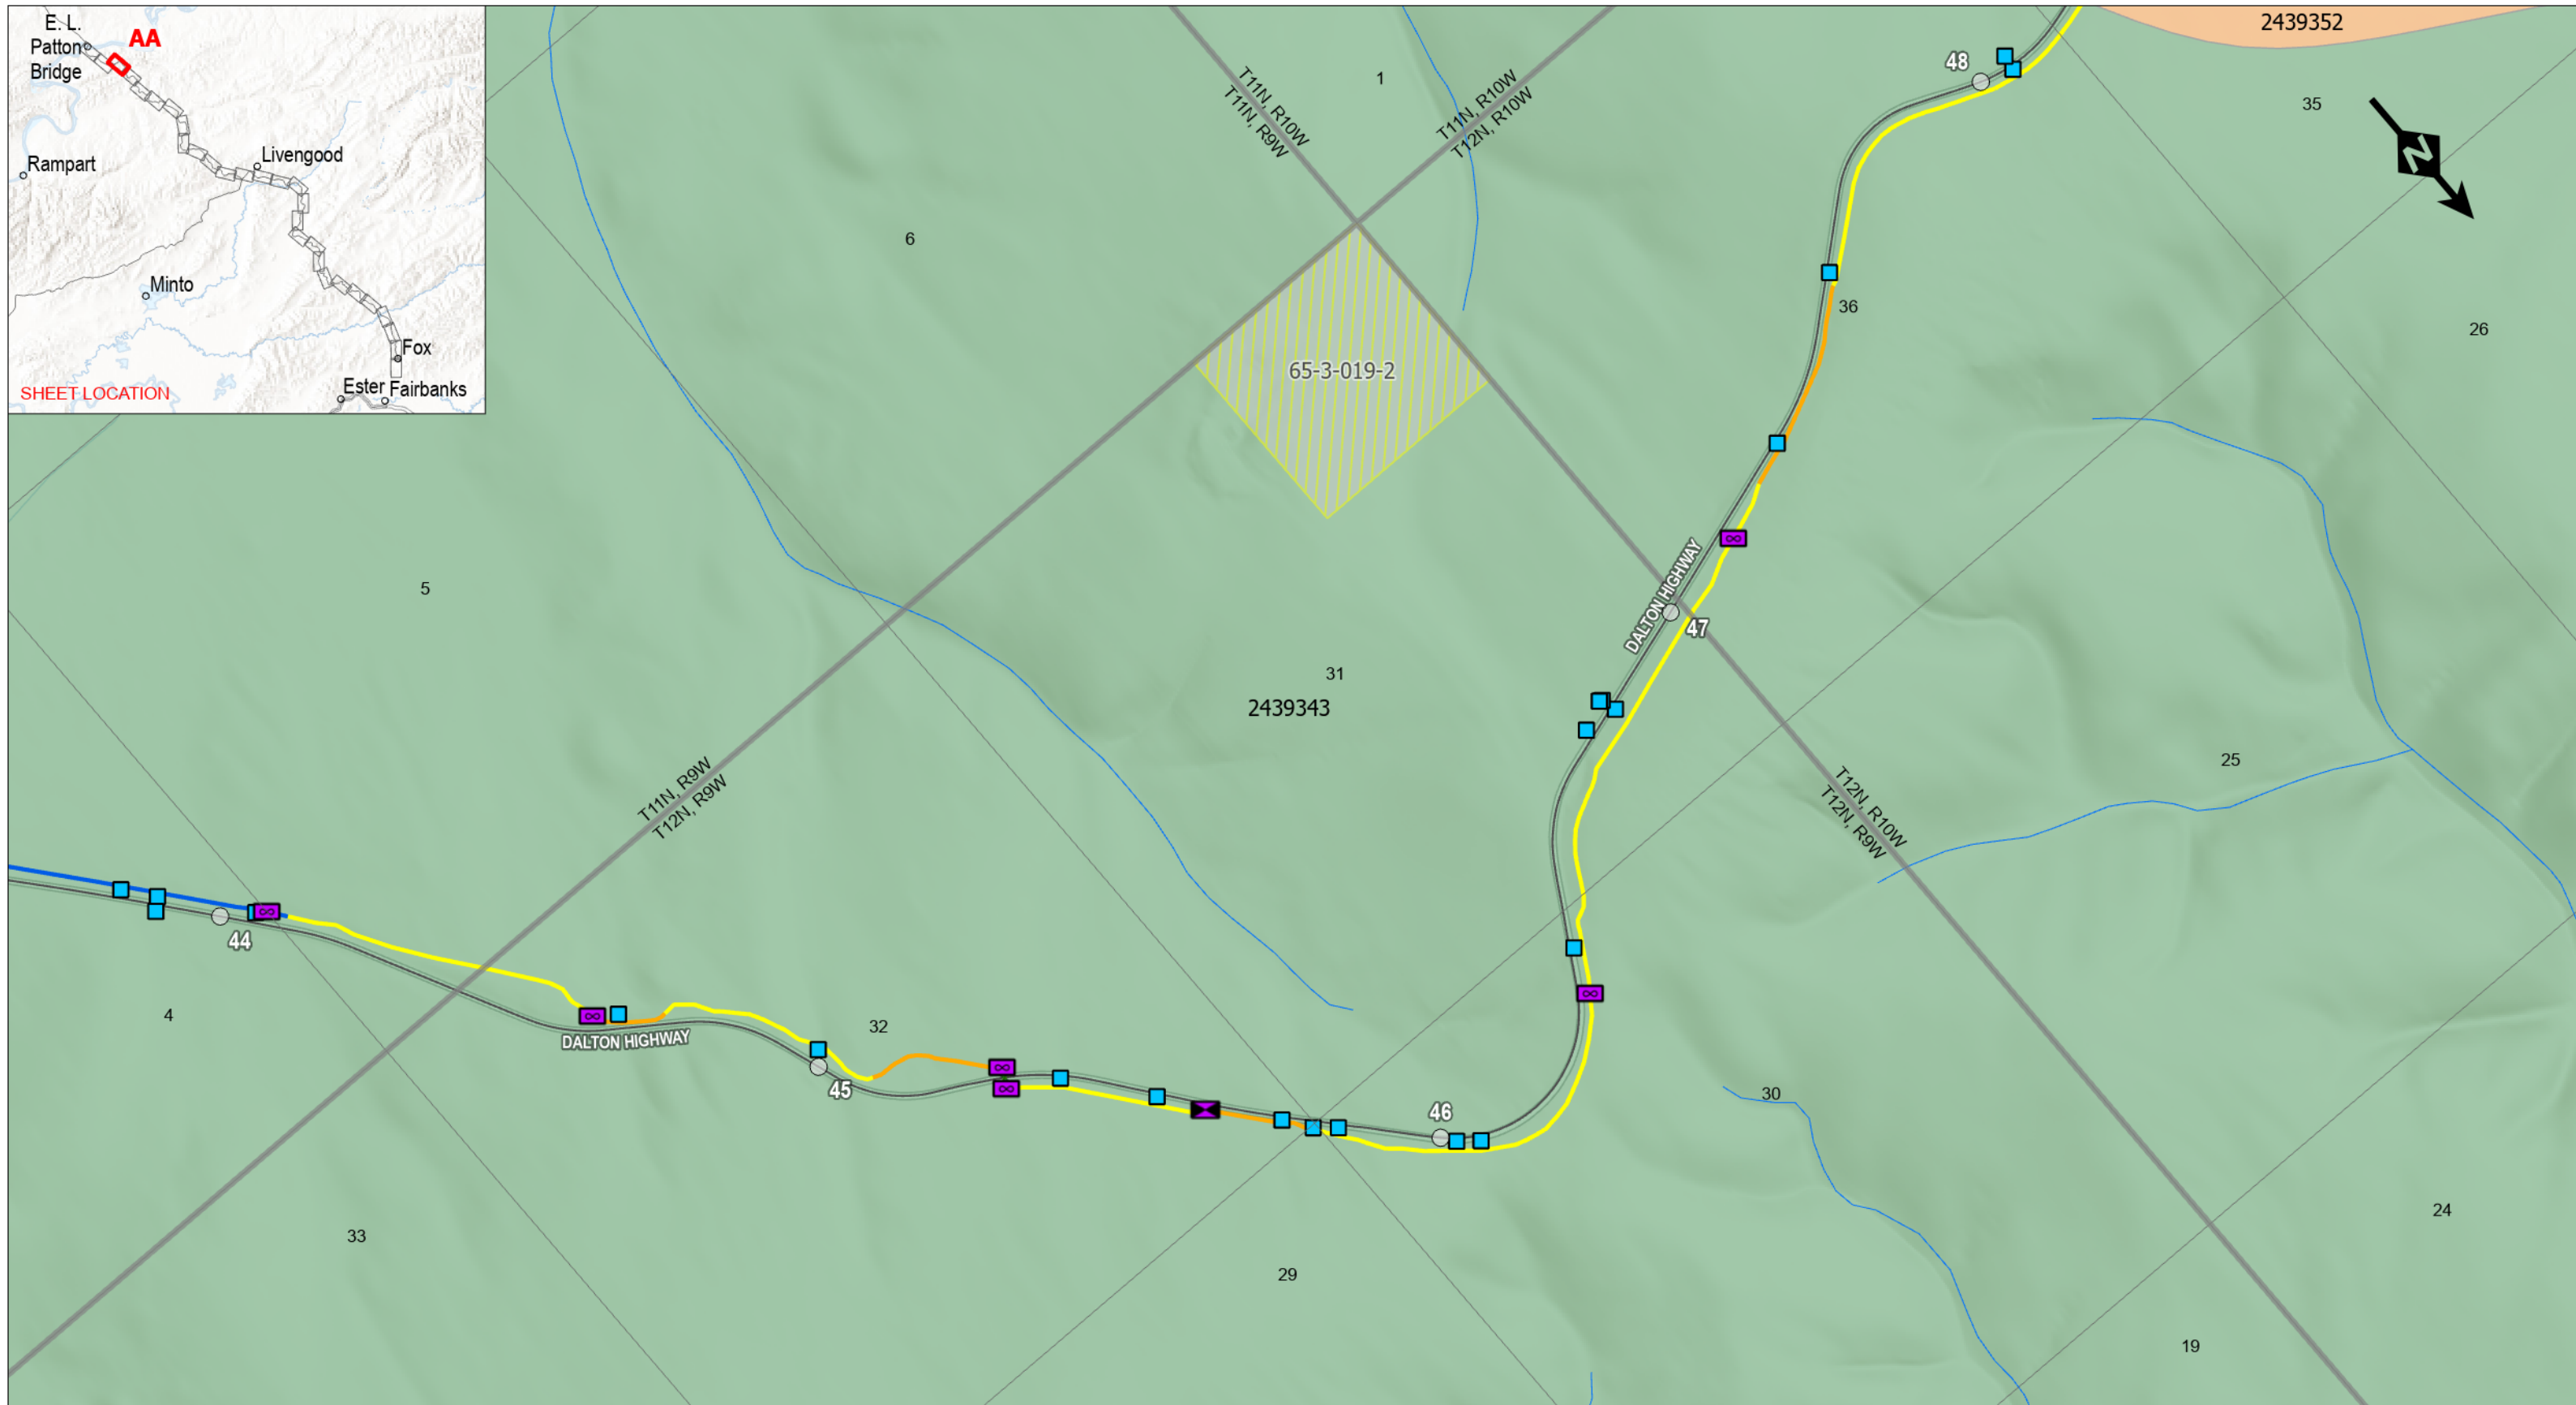 E. L.
Patton
Bridge
AA
Rampart
Livengood
Minto
Fox
Ester
Fairbanks
SHEET LOCATION
2439352
48
1
35
T11N, R10W
T11N, R9W
T11N, R10W
T12N, R10W
N
6
36
26
65-3-019-2
5
DALTON HIGHWAY
47
31
2439343
25
T11N, R9W
T12N, R9W
T12N, R10W
T12N, R9W
44
4
32
DALTON HIGHWAY
45
46
30
33
29
24
19